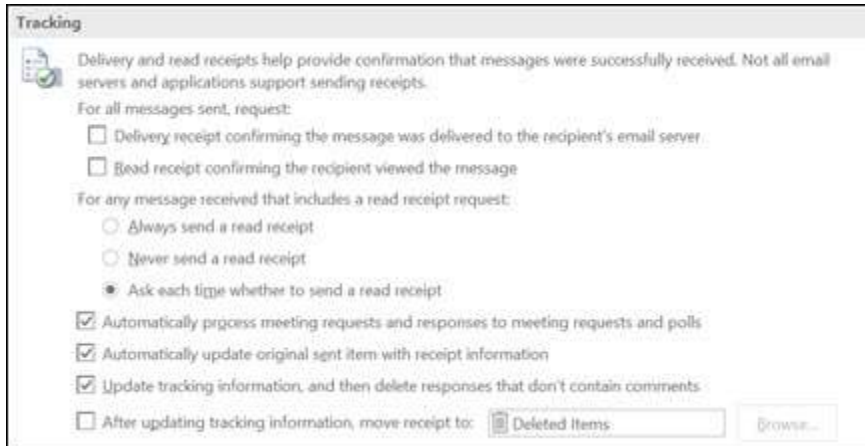 Tracking
Delivery and read receipts help provide confirmation that messages were successfully received. Not all email
servers and applications support sending receipts.
For all messages sent, request:
Delivery receipt confirming the message was delivered to the recipient's email server
Read receipt confirming the recipient viewed the message
For any message received that includes a read receipt request:
Always send a read receipt
Never send a read receipt
Ask each time whether to send a read receipt
Automatically process meeting requests and responses to meeting requests and polls
Automatically update original sent item with receipt information
Update tracking information, and then delete responses that don't contain comments
After updating tracking information, move receipt to: Deleted Items Browse...